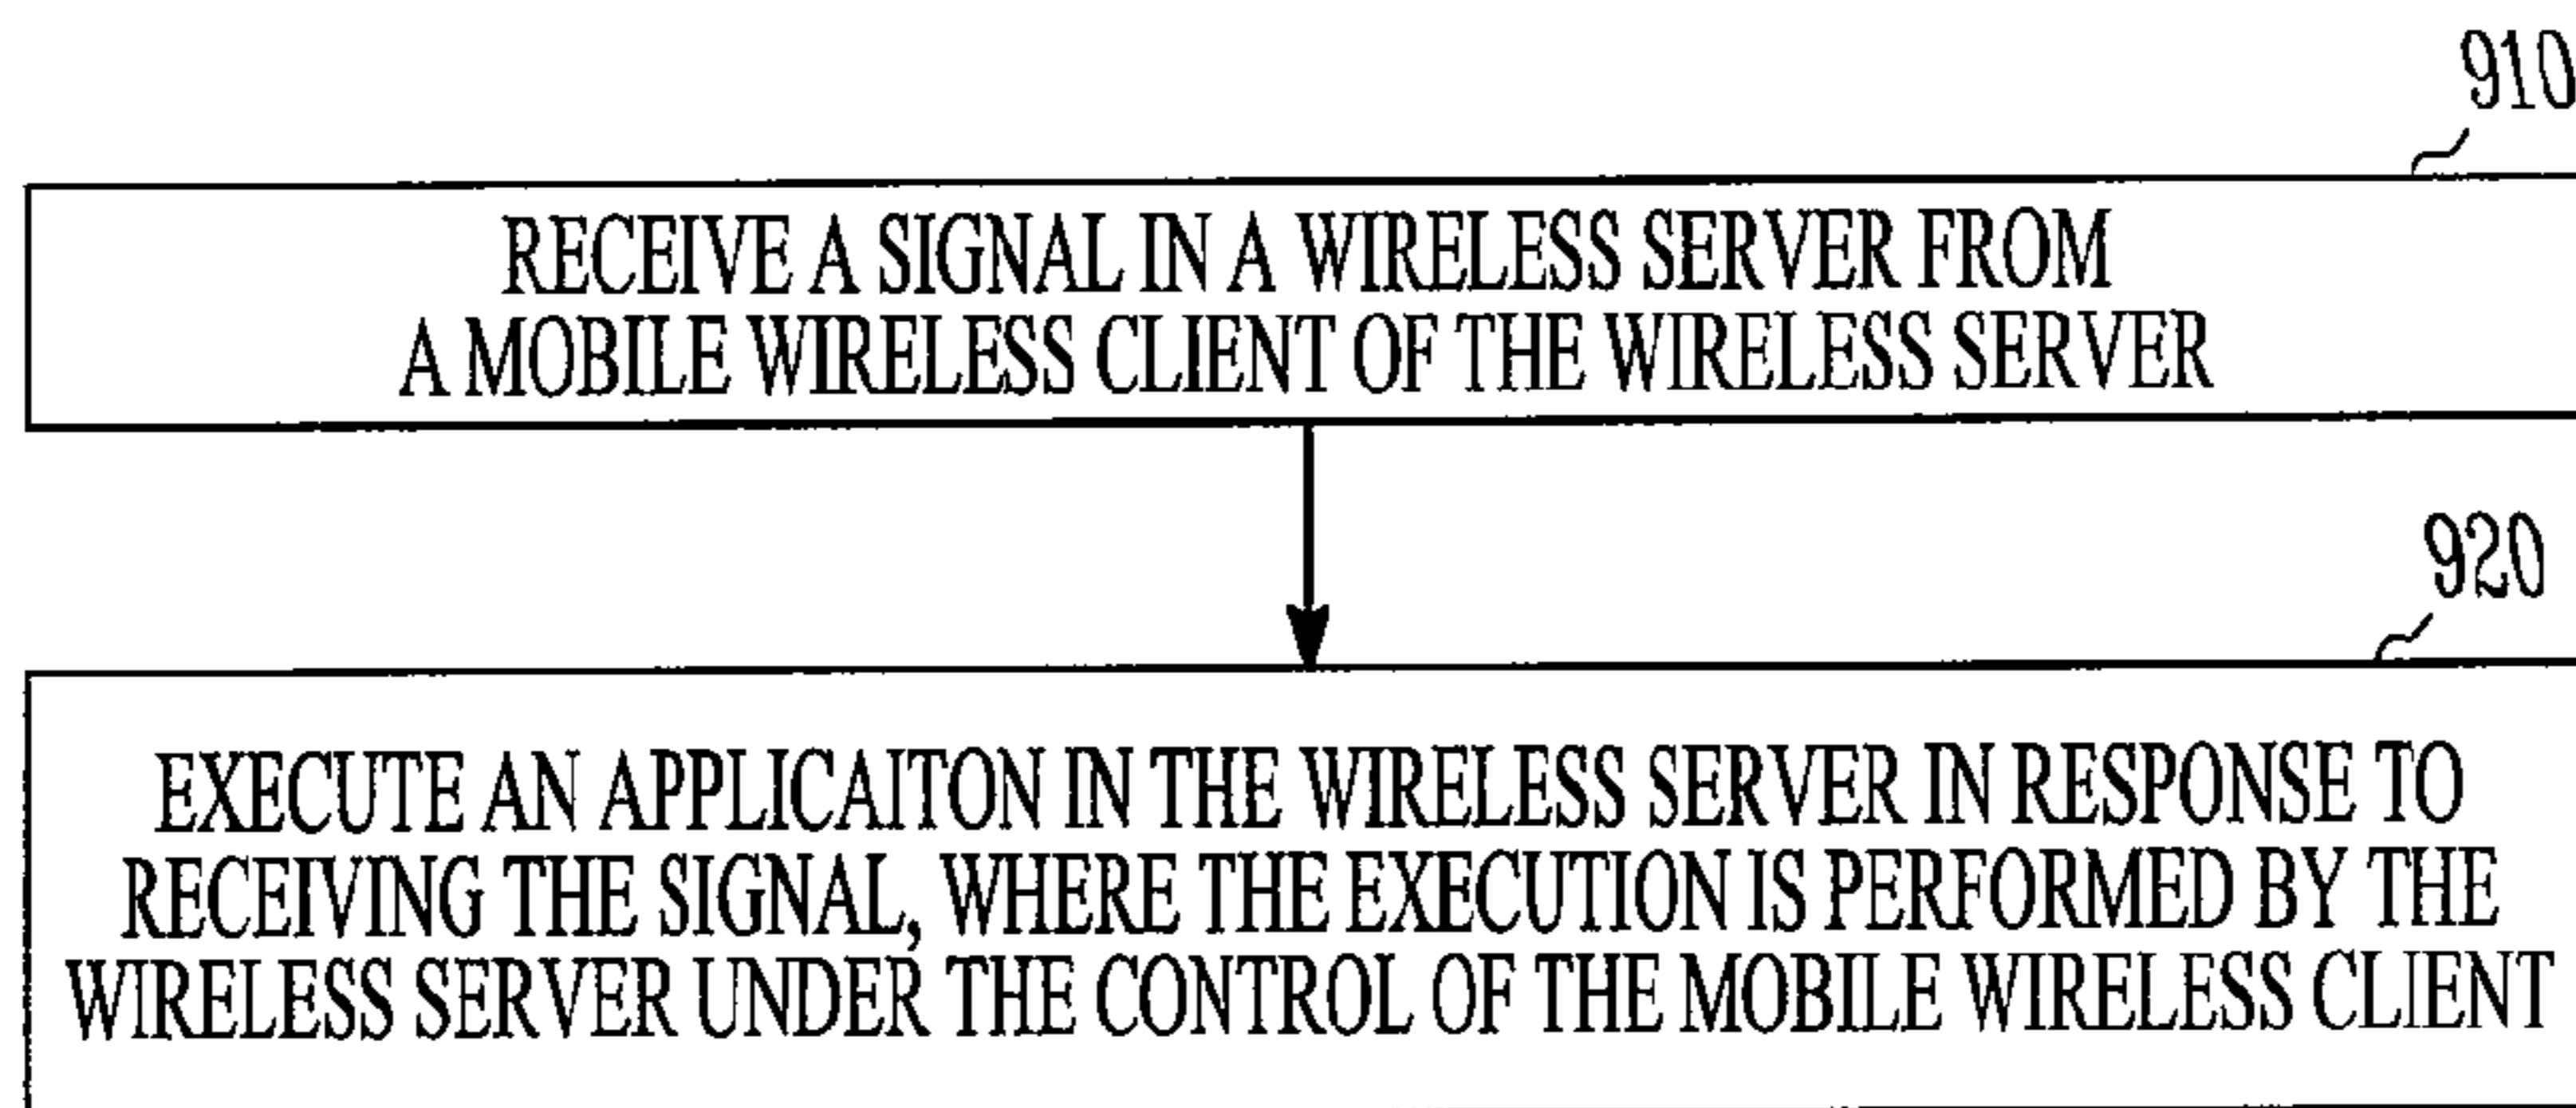 910
RECEIVE A SIGNAL IN A WIRELESS SERVER FROM
A MOBILE WIRELESS CLIENT OF THE WIRELESS SERVER
920
EXECUTE AN APPLICAITON IN THE WIRELESS SERVER IN RESPONSE TO
RECEIVING THE SIGNAL, WHERE THE EXECUTION IS PERFORMED BY THE
WIRELESS SERVER UNDER THE CONTROL OF THE MOBILE WIRELESS CLIENT